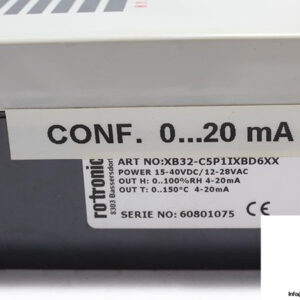 CONF. 0...20 mA
rotronic
8303 Bassersdorf
ART NO:XB32-C5P1IXBD6XX
POWER 15-40VDC/12-28VAC
OUT H: 0..100%RH 4-20mA
OUT T: 0..150°C 4-20mA
SERIE NO: 60801075